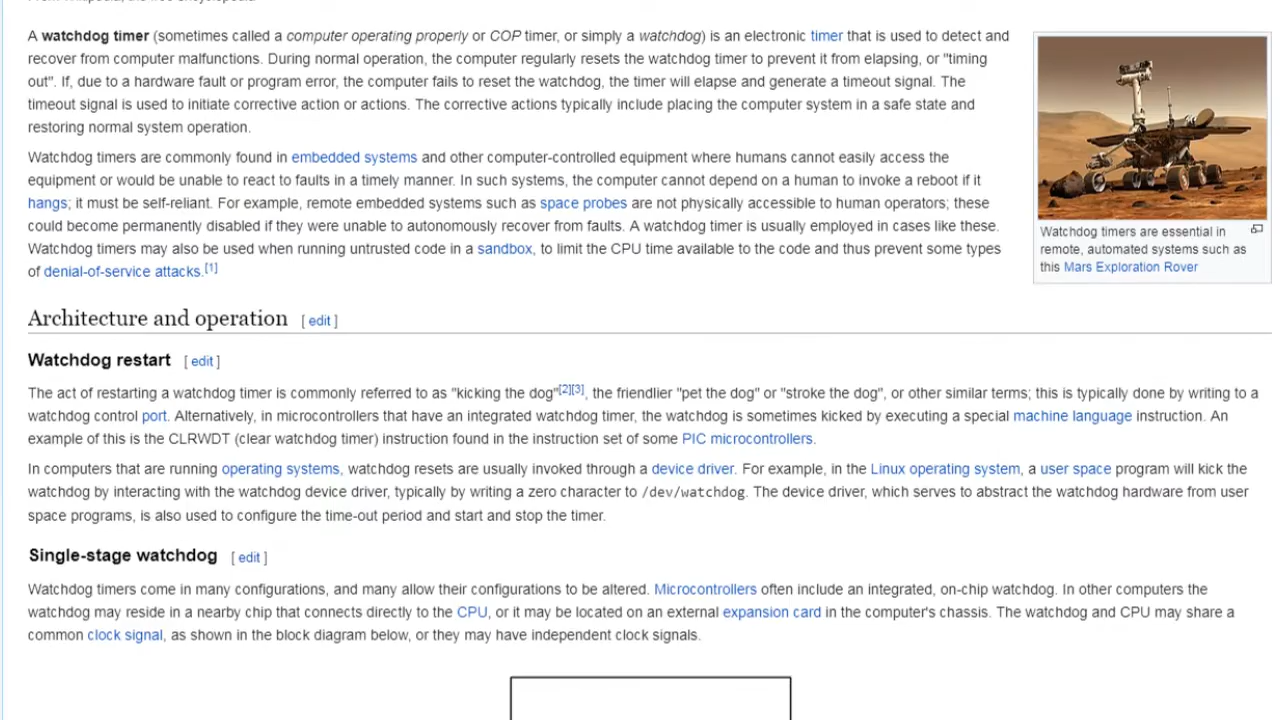 A watchdog timer (sometimes called a computer operating properly or COP timer, or simply a watchdog) is an electronic timer that is used to detect and
recover from computer malfunctions. During normal operation, the computer regularly resets the watchdog timer to prevent it from elapsing, or "timing
out". If, due to a hardware fault or program error, the computer fails to reset the watchdog, the timer will elapse and generate a timeout signal. The
timeout signal is used to initiate corrective action or actions. The corrective actions typically include placing the computer system in a safe state and
restoring normal system operation.
Watchdog timers are commonly found in embedded systems and other computer-controlled equipment where humans cannot easily access the
equipment or would be unable to react to faults in a timely manner. In such systems, the computer cannot depend on a human to invoke a reboot if it
hangs; it must be self-reliant. For example, remote embedded systems such as space probes are not physically accessible to human operators; these
could become permanently disabled if they were unable to autonomously recover from faults. A watchdog timer is usually employed in cases like these.
Watchdog timers may also be used when running untrusted code in a sandbox, to limit the CPU time available to the code and thus prevent some types
of denial-of-service attacks.[1]
Watchdog timers are essential in
remote, automated systems such as
this Mars Exploration Rover
Architecture and operation [ edit ]
Watchdog restart [ edit ]
The act of restarting a watchdog timer is commonly referred to as "kicking the dog"[2][3], the friendlier "pet the dog" or "stroke the dog", or other similar terms; this is typically done by writing to a
watchdog control port. Alternatively, in microcontrollers that have an integrated watchdog timer, the watchdog is sometimes kicked by executing a special machine language instruction. An
example of this is the CLRWDT (clear watchdog timer) instruction found in the instruction set of some PIC microcontrollers.
In computers that are running operating systems, watchdog resets are usually invoked through a device driver. For example, in the Linux operating system, a user space program will kick the
watchdog by interacting with the watchdog device driver, typically by writing a zero character to /dev/watchdog. The device driver, which serves to abstract the watchdog hardware from user
space programs, is also used to configure the time-out period and start and stop the timer.
Single-stage watchdog [ edit ]
Watchdog timers come in many configurations, and many allow their configurations to be altered. Microcontrollers often include an integrated, on-chip watchdog. In other computers the
watchdog may reside in a nearby chip that connects directly to the CPU, or it may be located on an external expansion card in the computer's chassis. The watchdog and CPU may share a
common clock signal, as shown in the block diagram below, or they may have independent clock signals.